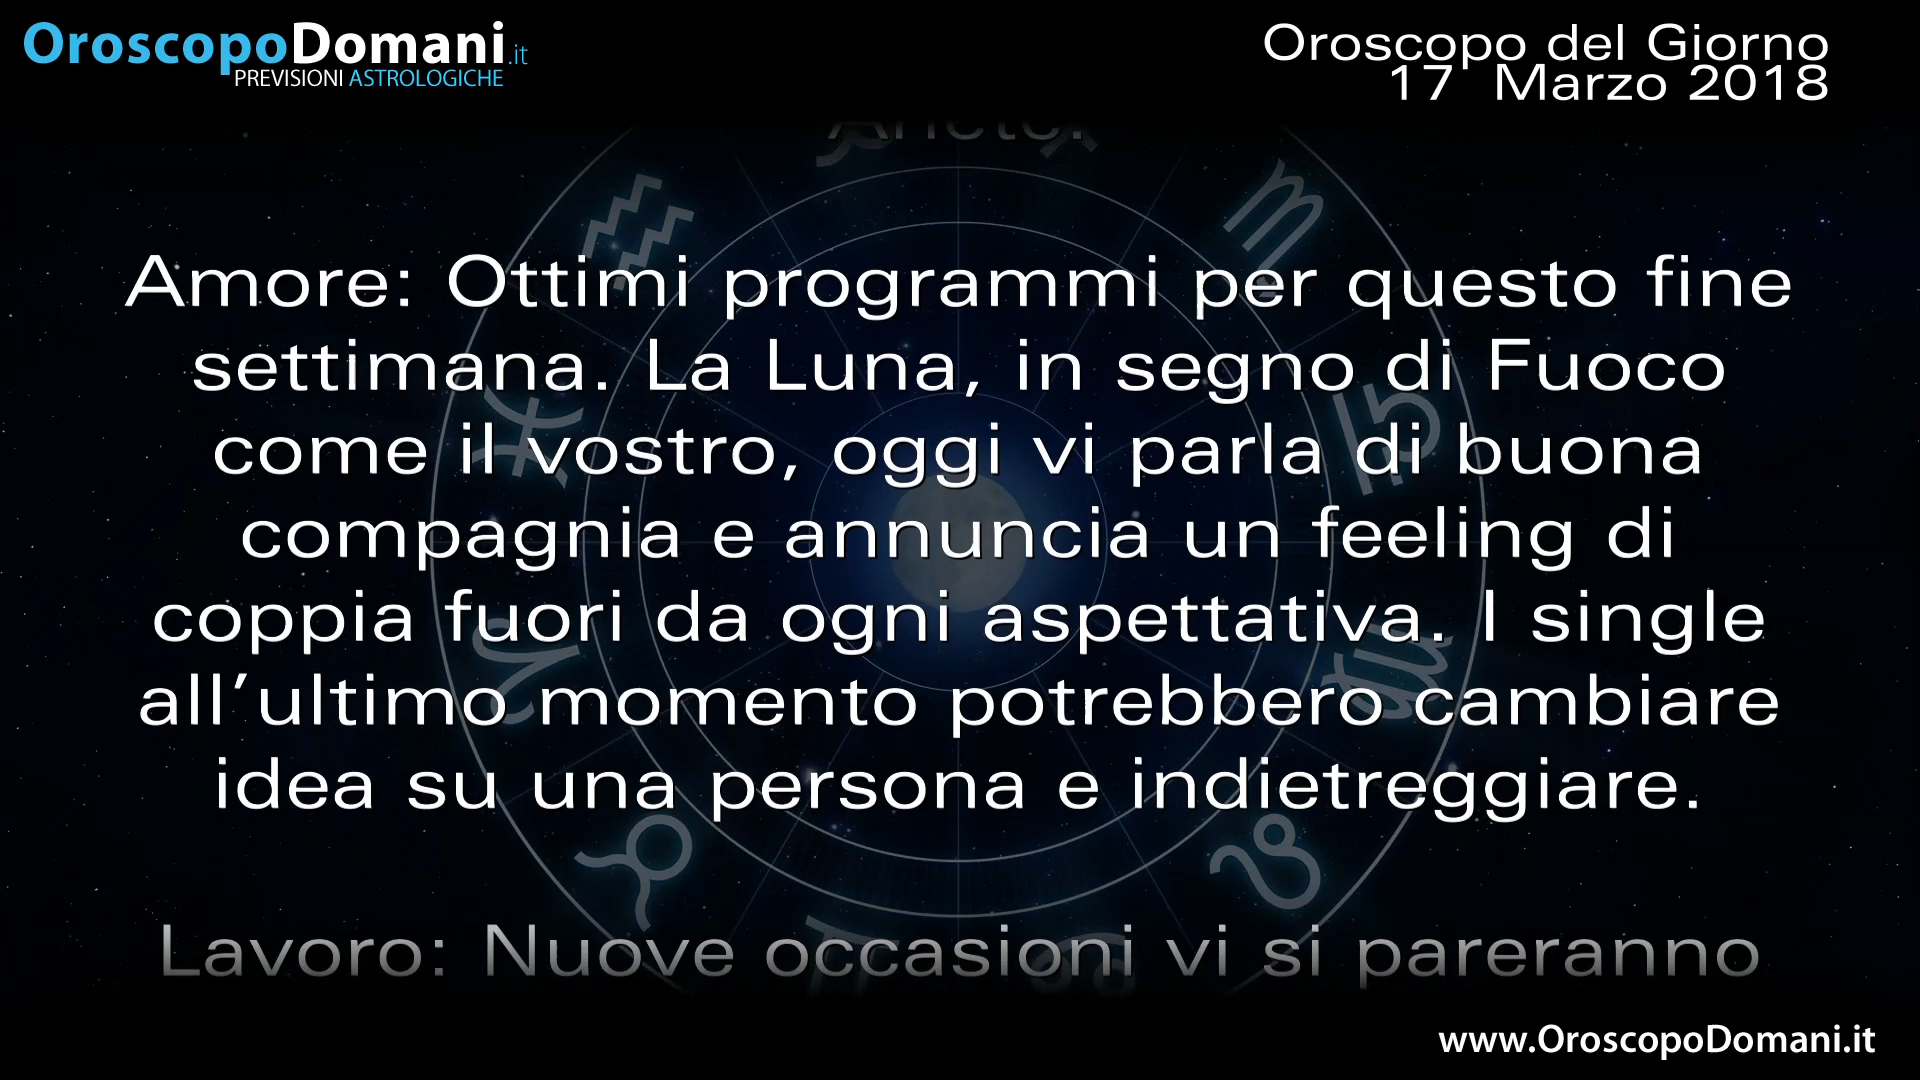 OroscopoDomani.it
PREVISIONI ASTROLOGICHE
Oroscopo del Giorno
17 Marzo 2018
Amore: Ottimi programmi per questo fine
settimana. La Luna, in segno di Fuoco
come il vostro, oggi vi parla di buona
compagnia e annuncia un feeling di
coppia fuori da ogni aspettativa. I single
all’ultimo momento potrebbero cambiare
idea su una persona e indietreggiare.
Lavoro: Nuove occasioni vi si pareranno
www.OroscopoDomani.it